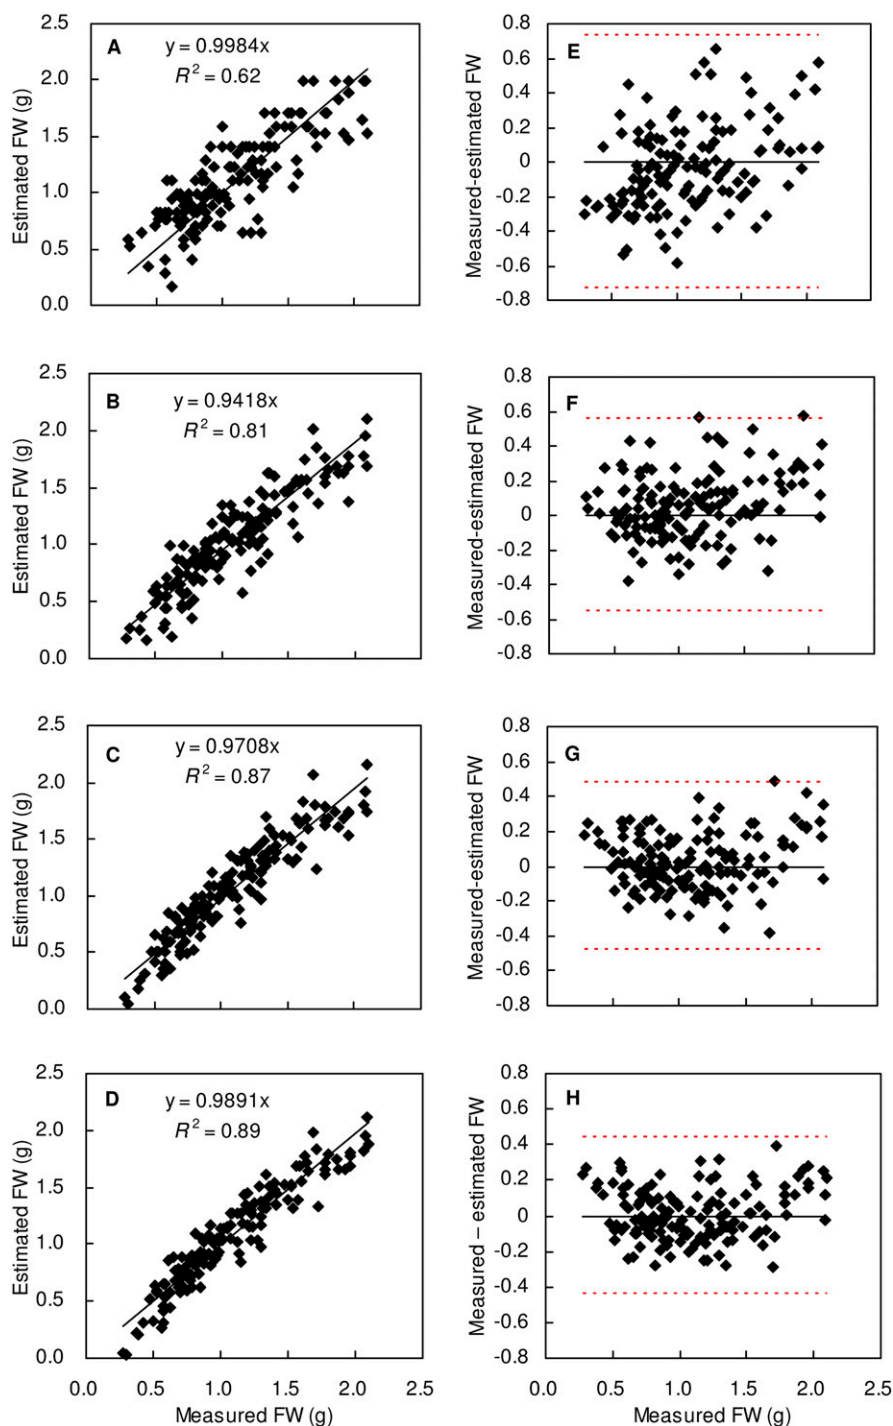 2.5
2.0
1.5
1.0
0.5
0.0
Estimated FW (g)
A
y = 0.9984x
R² = 0.62
0.8
0.6
0.4
0.2
0
-0.2
-0.4
-0.6
-0.8
Measured-estimated FW
E
2.5
2.0
1.5
1.0
0.5
0.0
Estimated FW (g)
B
y = 0.9418x
R² = 0.81
0.8
0.6
0.4
0.2
0
-0.2
-0.4
-0.6
-0.8
Measured-estimated FW
F
2.5
2.0
1.5
1.0
0.5
0.0
Estimated FW (g)
C
y = 0.9708x
R² = 0.87
0.8
0.6
0.4
0.2
0
-0.2
-0.4
-0.6
-0.8
Measured-estimated FW
G
2.5
2.0
1.5
1.0
0.5
0.0
Estimated FW (g)
D
y = 0.9891x
R² = 0.89
0.5 1.0 1.5 2.0 2.5
Measured FW (g)
0.8
0.6
0.4
0.2
0
-0.2
-0.4
-0.6
-0.8
Measured – estimated FW
H
0.0 0.5 1.0 1.5 2.0 2.5
Measured FW (g)